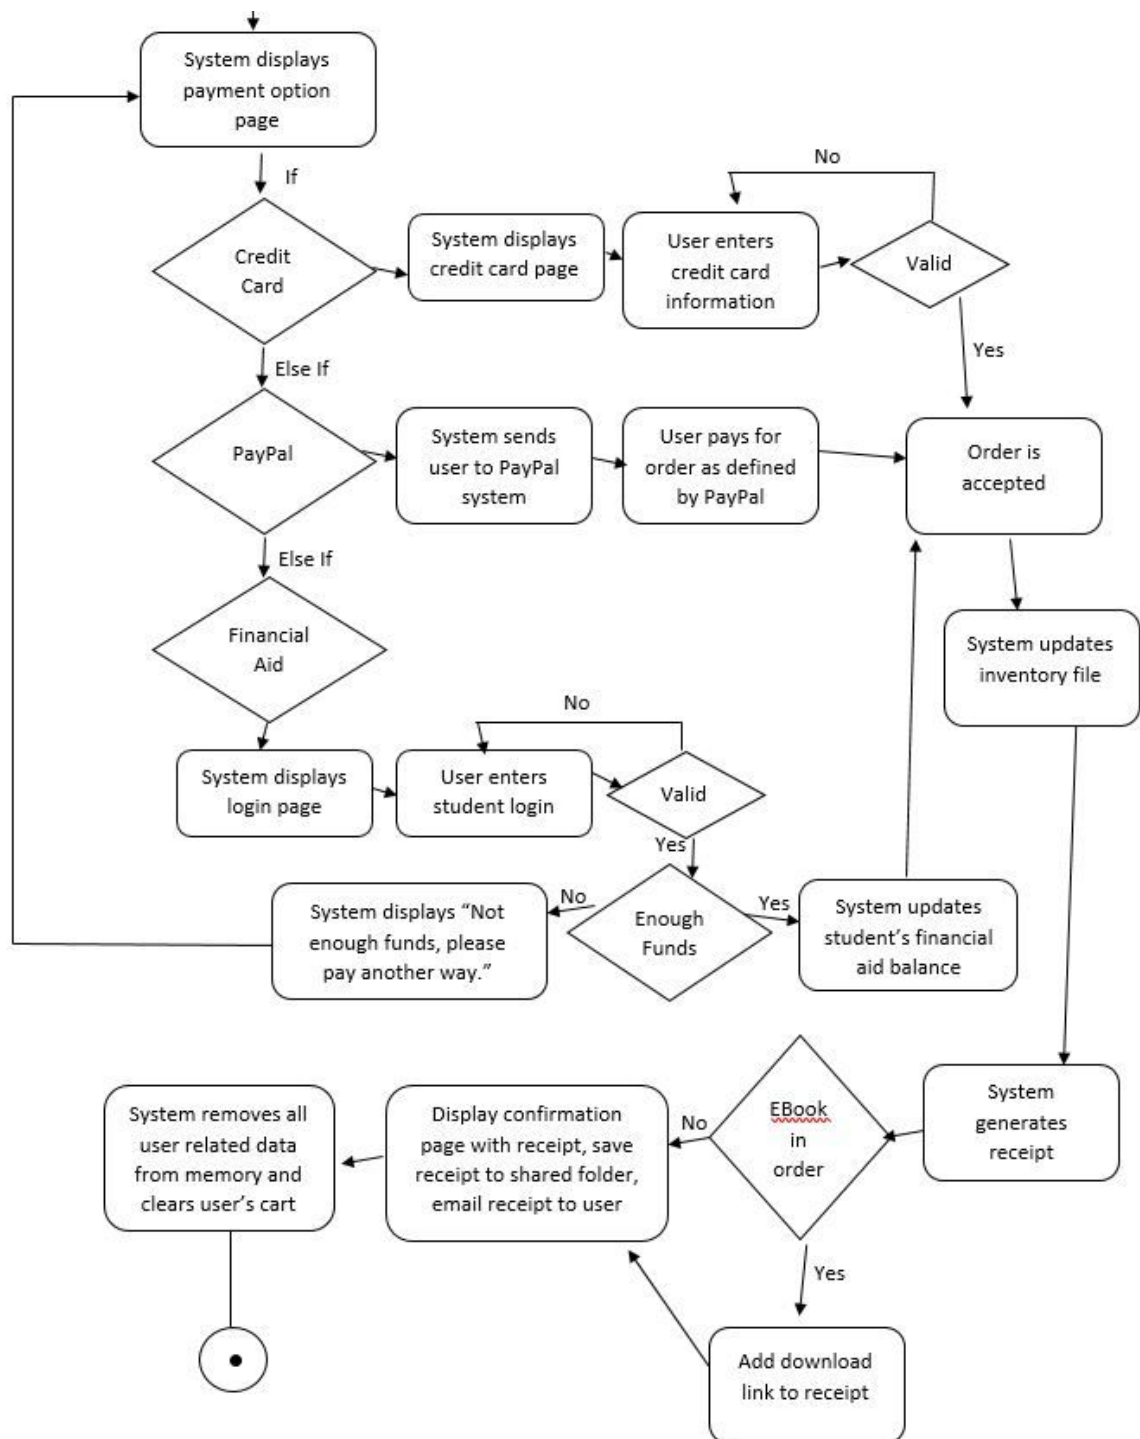 System displays
payment option
page
If
No
Credit
Card
System displays
credit card page
User enters
credit card
information
Valid
Yes
Else If
PayPal
System sends
user to PayPal
system
User pays for
order as defined
by PayPal
Order is
accepted
Else If
Financial
Aid
System updates
inventory file
No
System displays
login page
User enters
student login
Valid
Yes
No
System displays “Not
enough funds, please
pay another way.”
Enough
Funds
Yes
System updates
student’s financial
aid balance
System
generates
receipt
EBook
in
order
No
Display confirmation
page with receipt, save
receipt to shared folder,
email receipt to user
System removes all
user related data
from memory and
clears user’s cart
Yes
Add download
link to receipt